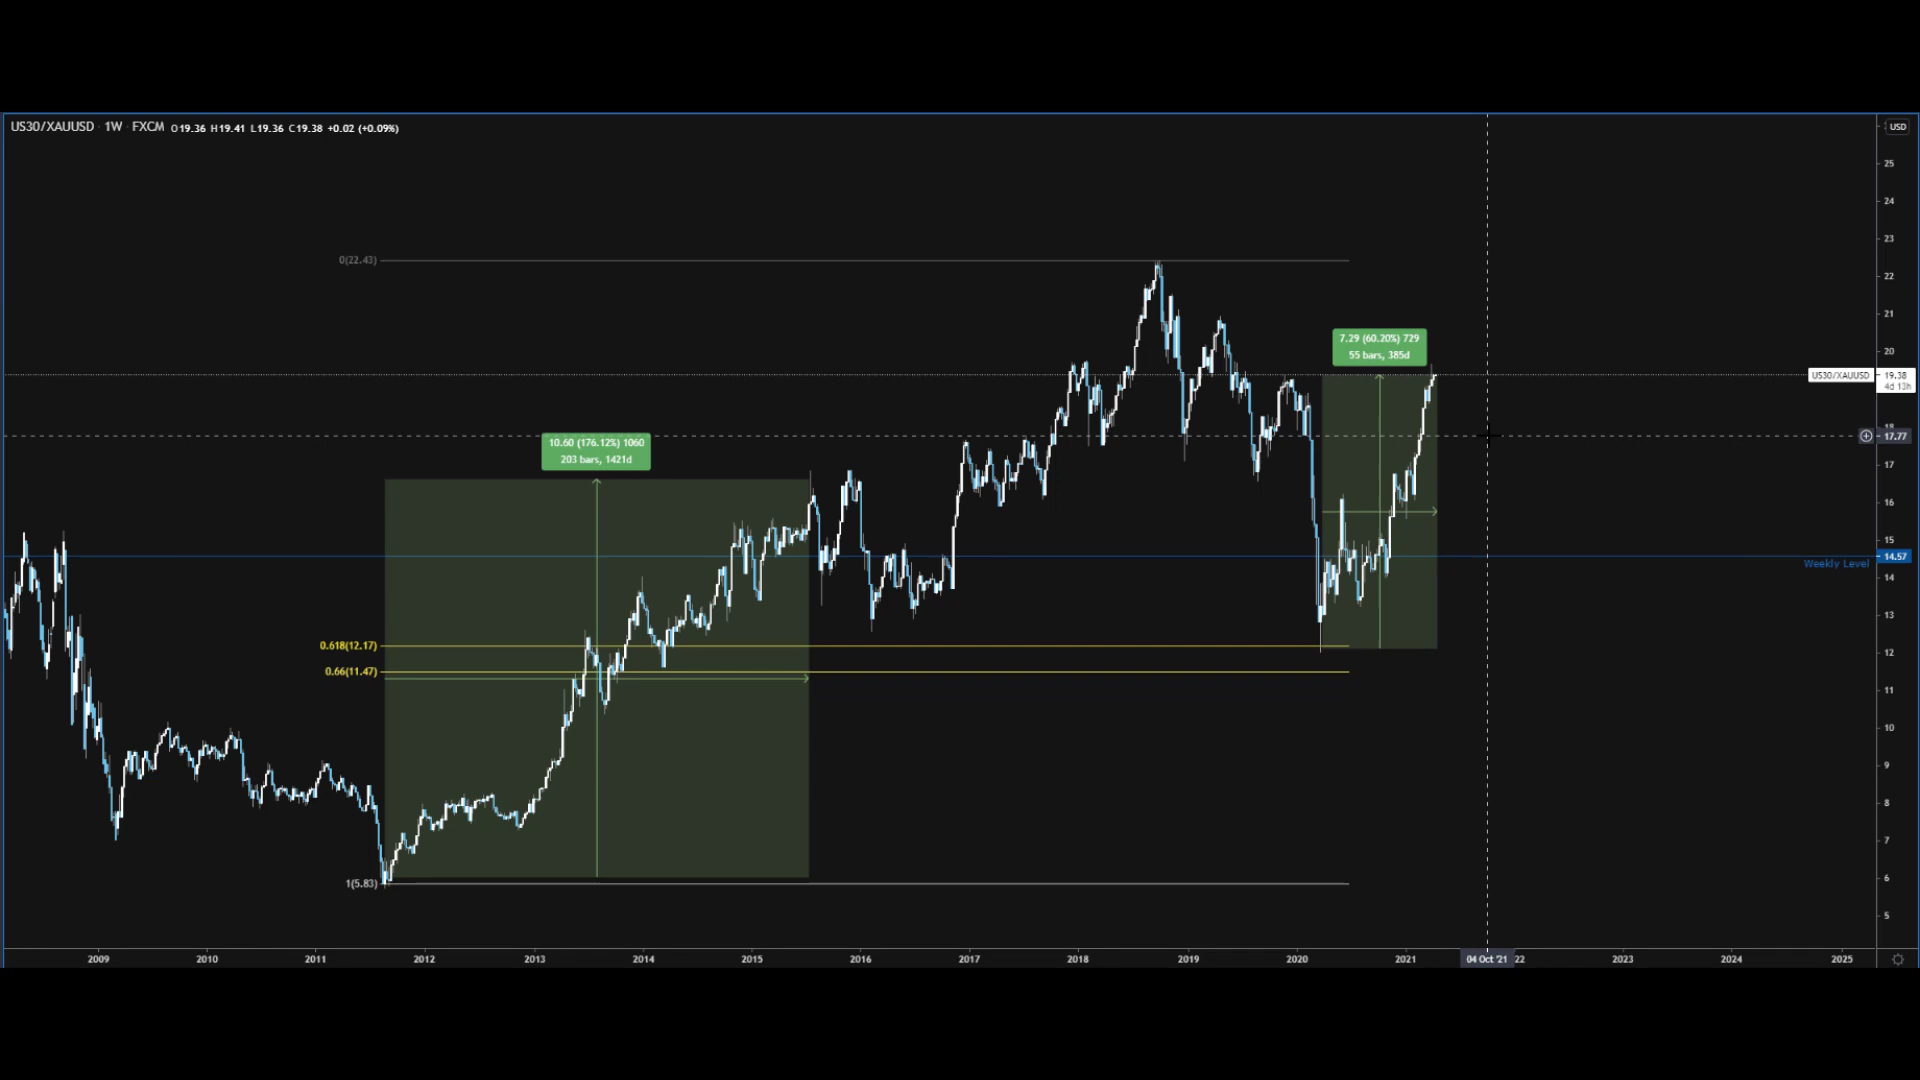 US30/XAUUSD · 1W · FXCM O19.36 H19.41 L19.36 C19.38 +0.02 (+0.09%)
USD
25
24
23
0(22.43)
22
21
7.29 (60.20%) 729
55 bars, 385d
20
US30/XAUUSD
19.38
4d 13h
17.77
10.60 (176.12%) 1060
203 bars, 1421d
17
16
15
14.57
Weekly Level
14
13
0.618(12.17)
12
0.66(11.47)
11
10
9
8
7
1(5.83)
6
5
2009 2010 2011 2012 2013 2014 2015 2016 2017 2018 2019 2020 2021 04 Oct '21 22 2023 2024 2025